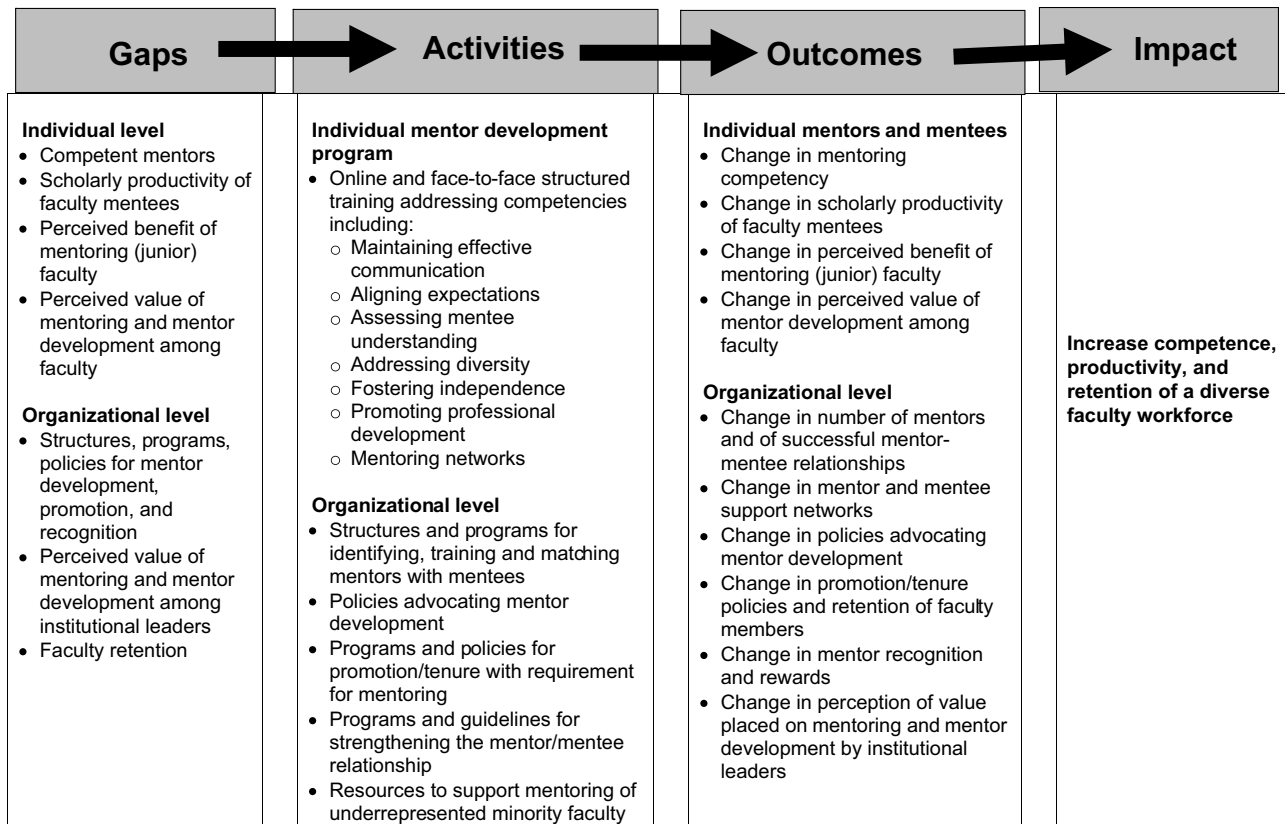 Gaps
Activities
Outcomes
Impact
Individual level
• Competent mentors
• Scholarly productivity of
faculty mentees
• Perceived benefit of
mentoring (junior)
faculty
• Perceived value of
mentoring and mentor
development among
faculty
Organizational level
• Structures, programs,
policies for mentor
development,
promotion, and
recognition
• Perceived value of
mentoring and mentor
development among
institutional leaders
• Faculty retention
Individual mentor development
program
• Online and face-to-face structured
training addressing competencies
including:
○ Maintaining effective
communication
○ Aligning expectations
○ Assessing mentee
understanding
○ Addressing diversity
○ Fostering independence
○ Promoting professional
development
○ Mentoring networks
Organizational level
• Structures and programs for
identifying, training and matching
mentors with mentees
• Policies advocating mentor
development
• Programs and policies for
promotion/tenure with requirement
for mentoring
• Programs and guidelines for
strengthening the mentor/mentee
relationship
• Resources to support mentoring of
underrepresented minority faculty
Individual mentors and mentees
• Change in mentoring
competency
• Change in scholarly productivity
of faculty mentees
• Change in perceived benefit of
mentoring (junior) faculty
• Change in perceived value of
mentor development among
faculty
Organizational level
• Change in number of mentors
and of successful mentor-
mentee relationships
• Change in mentor and mentee
support networks
• Change in policies advocating
mentor development
• Change in promotion/tenure
policies and retention of faculty
members
• Change in mentor recognition
and rewards
• Change in perception of value
placed on mentoring and mentor
development by institutional
leaders
Increase competence,
productivity, and
retention of a diverse
faculty workforce